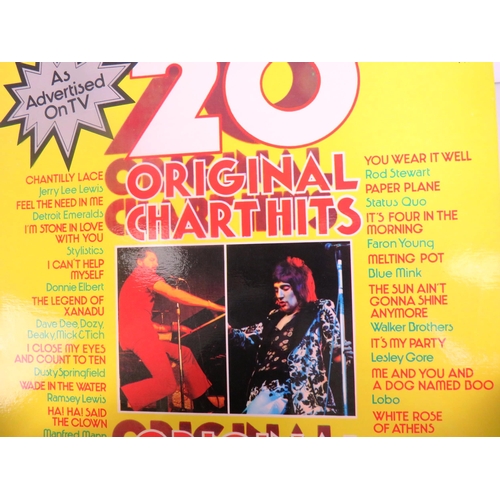 As
Advertised
On TV
20
ORIGINAL
CHART HITS
CHANTILLY LACE
Jerry Lee Lewis
FEEL THE NEED IN ME
Detroit Emeralds
I'M STONE IN LOVE
WITH YOU
Stylistics
I CAN'T HELP
MYSELF
Donnie Elbert
THE LEGEND OF
XANADU
Dave Dee, Dozy,
Beaky, Mick & Tich
I CLOSE MY EYES
AND COUNT TO TEN
Dusty Springfield
WADE IN THE WATER
Ramsey Lewis
HA! HA! SAID
THE CLOWN
Manfred Mann
YOU WEAR IT WELL
Rod Stewart
PAPER PLANE
Status Quo
IT'S FOUR IN THE
MORNING
Faron Young
MELTING POT
Blue Mink
THE SUN AIN'T
GONNA SHINE
ANYMORE
Walker Brothers
IT'S MY PARTY
Lesley Gore
ME AND YOU AND
A DOG NAMED BOO
Lobo
WHITE ROSE
OF ATHENS
ORIGINAL